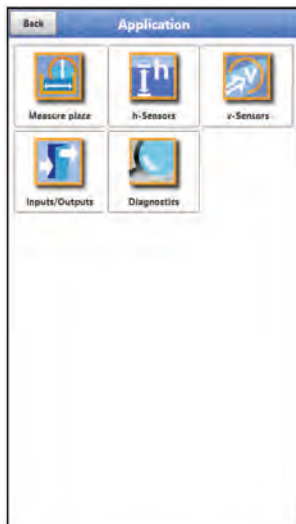 Back Application
h
v
Measure place h-Sensors v-Sensors
Inputs/Outputs Diagnostics